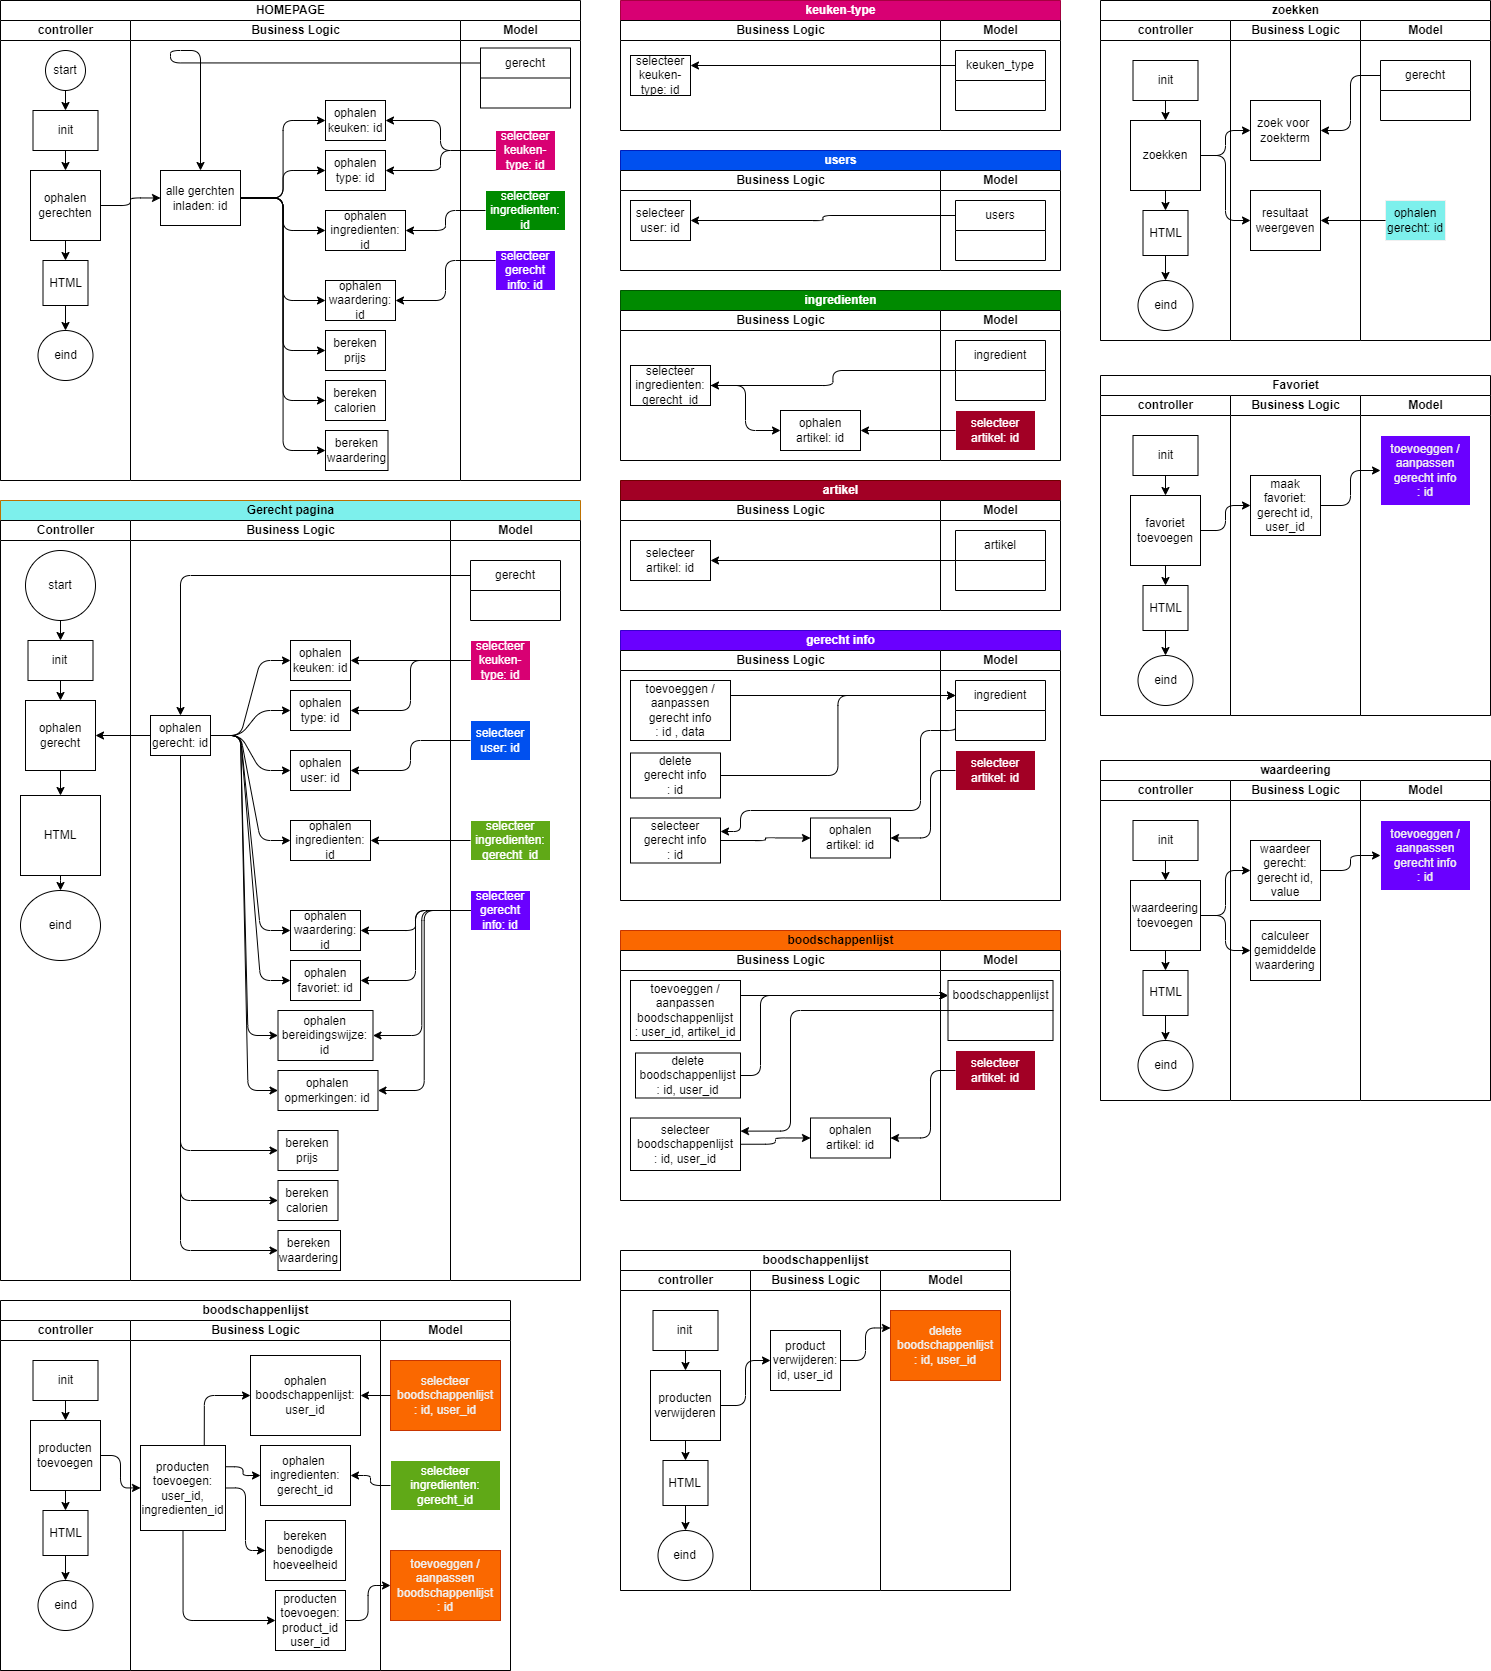 HOMEPAGE
controller
Business Logic
Model
start
init
ophalen
gerechten
HTML
eind
alle gerchten
inladen: id
ophalen
keuken: id
ophalen
type: id
ophalen
ingredienten:
id
ophalen
waardering:
id
bereken
prijs
bereken
calorien
bereken
waardering
gerecht
selecteer
keuken-
type: id
selecteer
ingredienten:
id
selecteer
gerecht
info: id
Gerecht pagina
Controller
Business Logic
Model
start
init
ophalen
gerecht
HTML
eind
ophalen
gerecht: id
ophalen
keuken: id
ophalen
type: id
ophalen
user: id
ophalen
ingredienten:
id
ophalen
waardering:
id
ophalen
favoriet: id
ophalen
bereidingswijze:
id
ophalen
opmerkingen: id
bereken
prijs
bereken
calorien
bereken
waardering
gerecht
selecteer
keuken-
type: id
selecteer
user: id
selecteer
ingredienten:
gerecht_id
selecteer
gerecht
info: id
boodschappenlijst
controller
Business Logic
Model
init
producten
toevoegen
HTML
eind
producten
toevoegen:
user_id,
ingredienten_id
ophalen
boodschappenlijst:
user_id
ophalen
ingredienten:
gerecht_id
bereken
benodigde
hoeveelheid
producten
toevoegen:
product_id
user_id
selecteer
boodschappenlijst
: id, user_id
selecteer
ingredienten:
gerecht_id
toevoeggen /
aanpassen
boodschappenlijst
: id
keuken-type
Business Logic
Model
selecteer
keuken-
type: id
keuken_type
users
Business Logic
Model
selecteer
user: id
users
ingredienten
Business Logic
Model
selecteer
ingredienten:
gerecht_id
ophalen
artikel: id
ingredient
selecteer
artikel: id
artikel
Business Logic
Model
selecteer
artikel: id
artikel
gerecht info
Business Logic
Model
toevoeggen /
aanpassen
gerecht info
: id , data
delete
gerecht info
: id
selecteer
gerecht info
: id
ophalen
artikel: id
ingredient
selecteer
artikel: id
boodschappenlijst
Business Logic
Model
toevoeggen /
aanpassen
boodschappenlijst
: user_id, artikel_id
delete
boodschappenlijst
: id, user_id
selecteer
boodschappenlijst
: id, user_id
ophalen
artikel: id
boodschappenlijst
selecteer
artikel: id
boodschappenlijst
controller
Business Logic
Model
init
producten
verwijderen
HTML
eind
product
verwijderen:
id, user_id
delete
boodschappenlijst
: id, user_id
zoekken
controller
Business Logic
Model
init
zoekken
HTML
eind
zoek voor
zoekterm
resultaat
weergeven
gerecht
ophalen
gerecht: id
Favoriet
controller
Business Logic
Model
init
favoriet
toevoegen
HTML
eind
maak
favoriet:
gerecht id,
user_id
toevoeggen /
aanpassen
gerecht info
: id
waardeering
controller
Business Logic
Model
init
waardeering
toevoegen
HTML
eind
waardeer
gerecht:
gerecht id,
value
calculeer
gemiddelde
waardering
toevoeggen /
aanpassen
gerecht info
: id